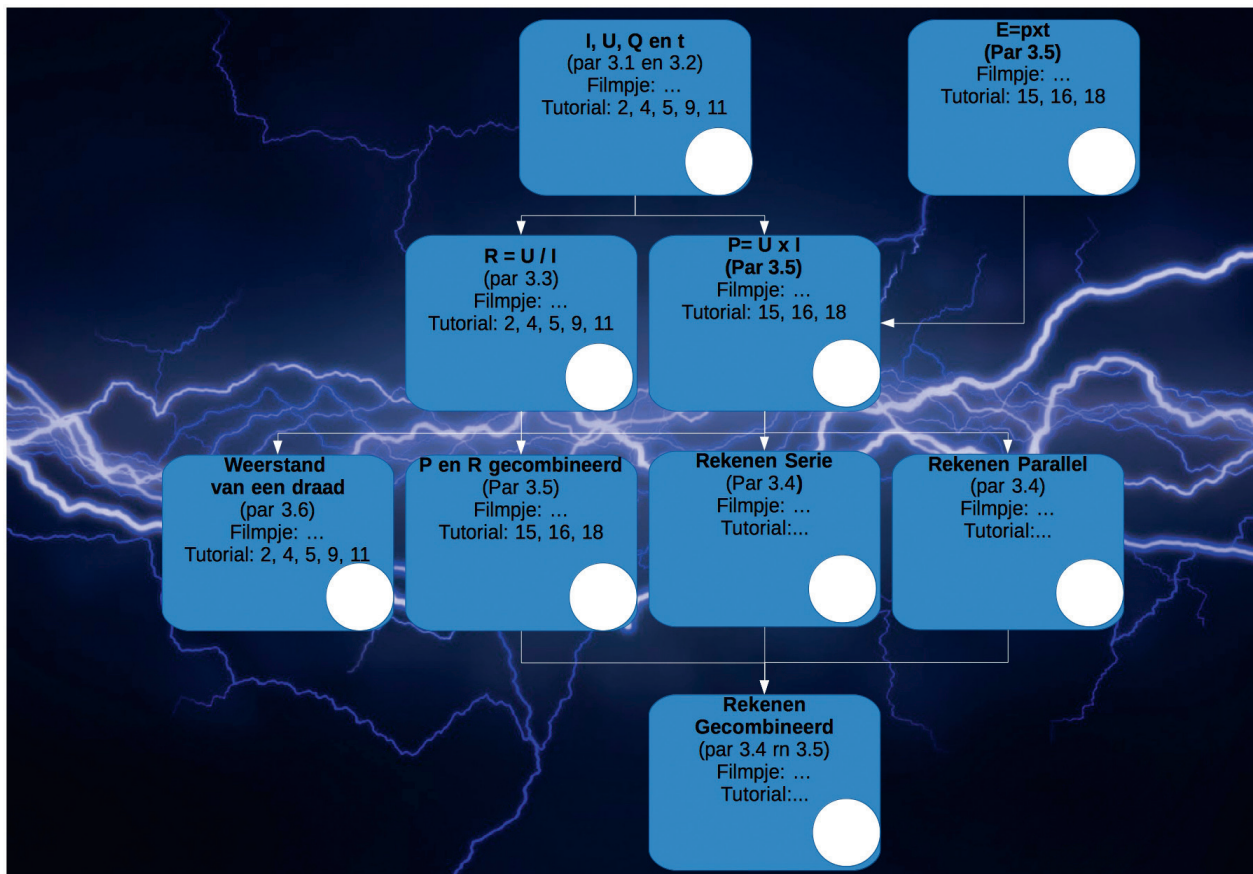 I, U, Q en t
(par 3.1 en 3.2)
Filmpje: ...
Tutorial: 2, 4, 5, 9, 11
E=pxt
(Par 3.5)
Filmpje: ...
Tutorial: 15, 16, 18
R = U / I
(par 3.3)
Filmpje: ...
Tutorial: 2, 4, 5, 9, 11
P= U x I
(Par 3.5)
Filmpje: ...
Tutorial: 15, 16, 18
Weerstand
van een draad
(par 3.6)
Filmpje: ...
Tutorial: 2, 4, 5, 9, 11
P en R gecombineerd
(Par 3.5)
Filmpje: ...
Tutorial: 15, 16, 18
Rekenen Serie
(Par 3.4)
Filmpje: ...
Tutorial:...
Rekenen Parallel
(par 3.4)
Filmpje: ...
Tutorial:...
Rekenen
Gecombineerd
(par 3.4 rn 3.5)
Filmpje: ...
Tutorial:...